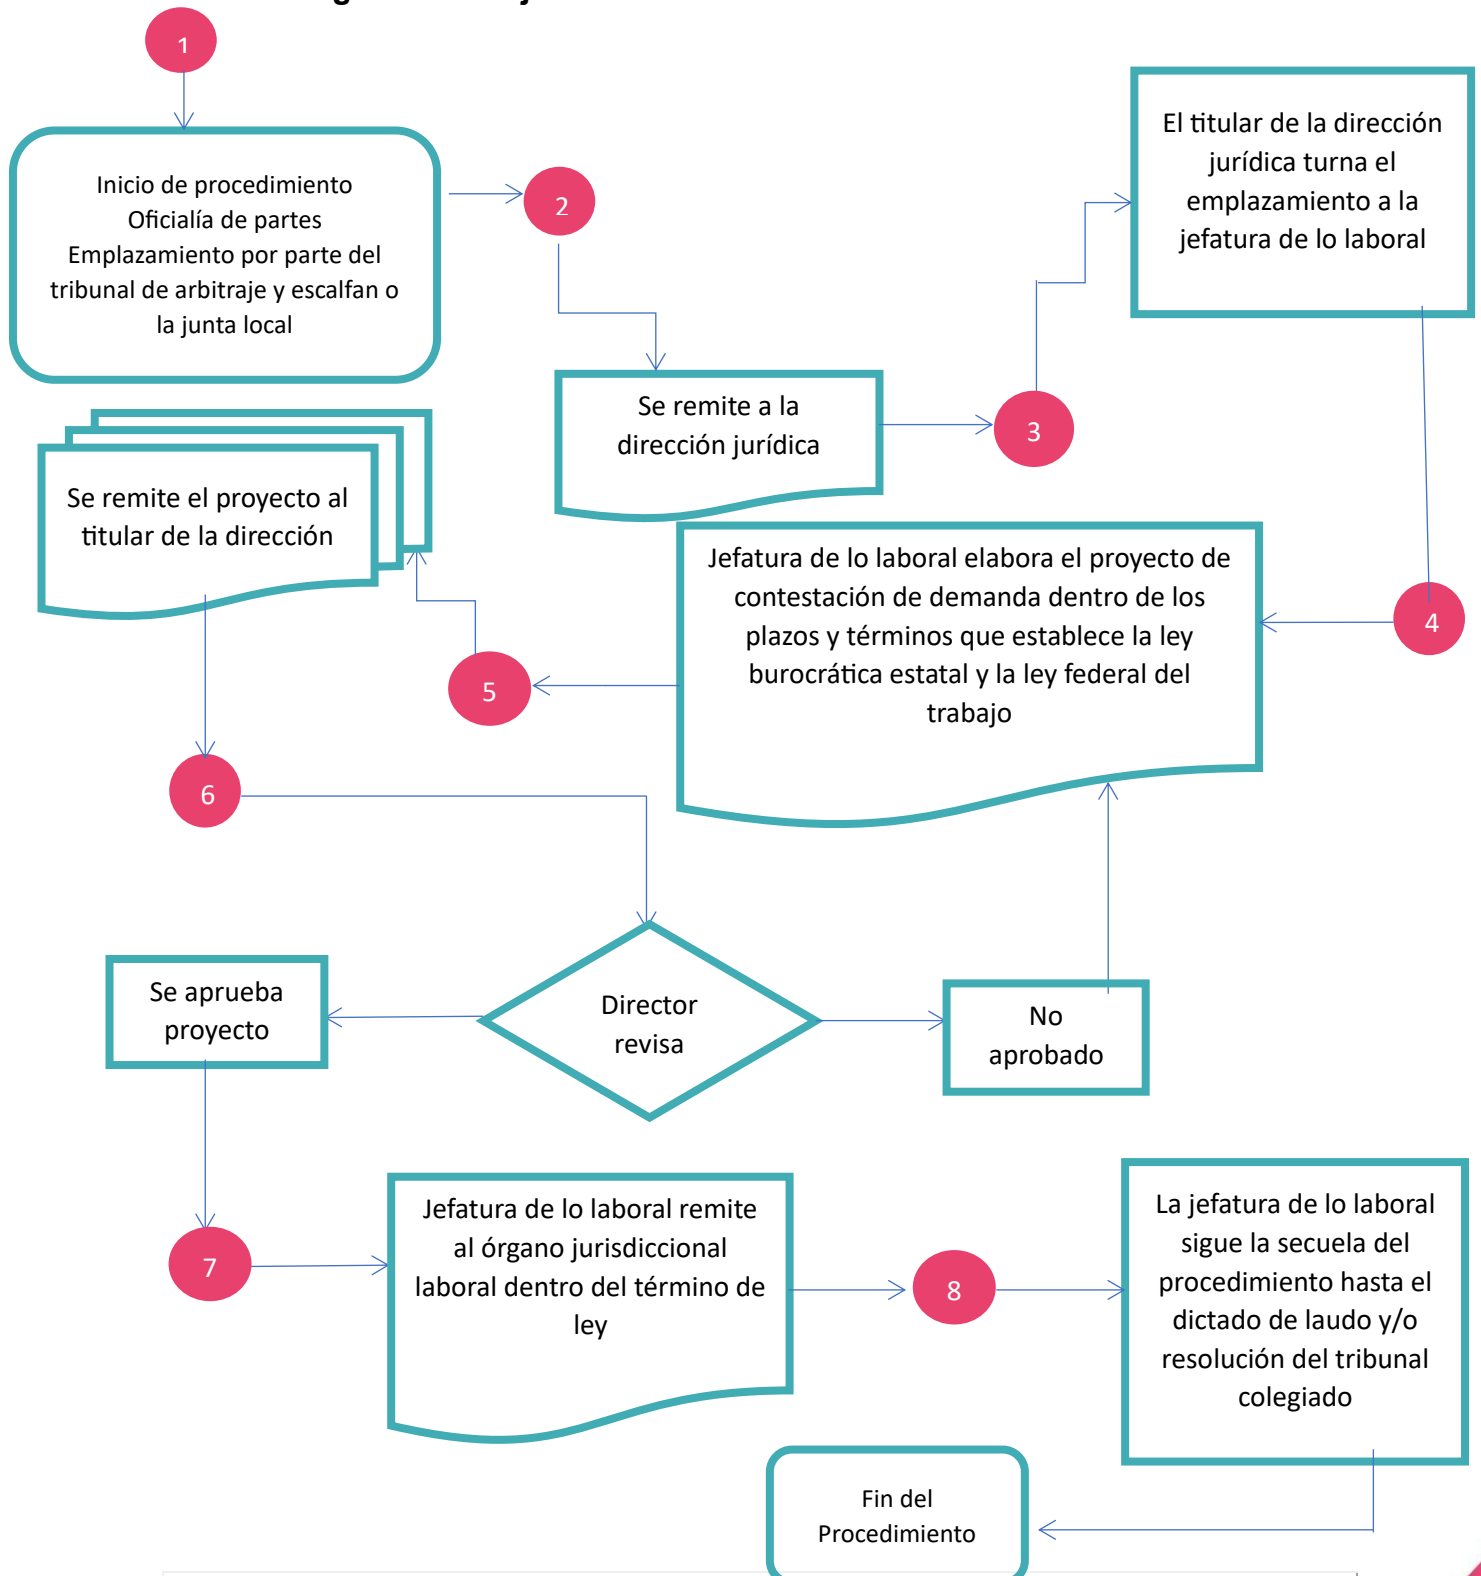 1
Inicio de procedimiento
Oficialía de partes
Emplazamiento por parte del
tribunal de arbitraje y escalfan o
la junta local
2
Se remite a la
dirección jurídica
3
El titular de la dirección
jurídica turna el
emplazamiento a la
jefatura de lo laboral
4
Jefatura de lo laboral elabora el proyecto de
contestación de demanda dentro de los
plazos y términos que establece la ley
burocrática estatal y la ley federal del
trabajo
5
Se remite el proyecto al
titular de la dirección
6
Director
revisa
Se aprueba
proyecto
No
aprobado
7
Jefatura de lo laboral remite
al órgano jurisdiccional
laboral dentro del término de
ley
8
La jefatura de lo laboral
sigue la secuela del
procedimiento hasta el
dictado de laudo y/o
resolución del tribunal
colegiado
Fin del
Procedimiento